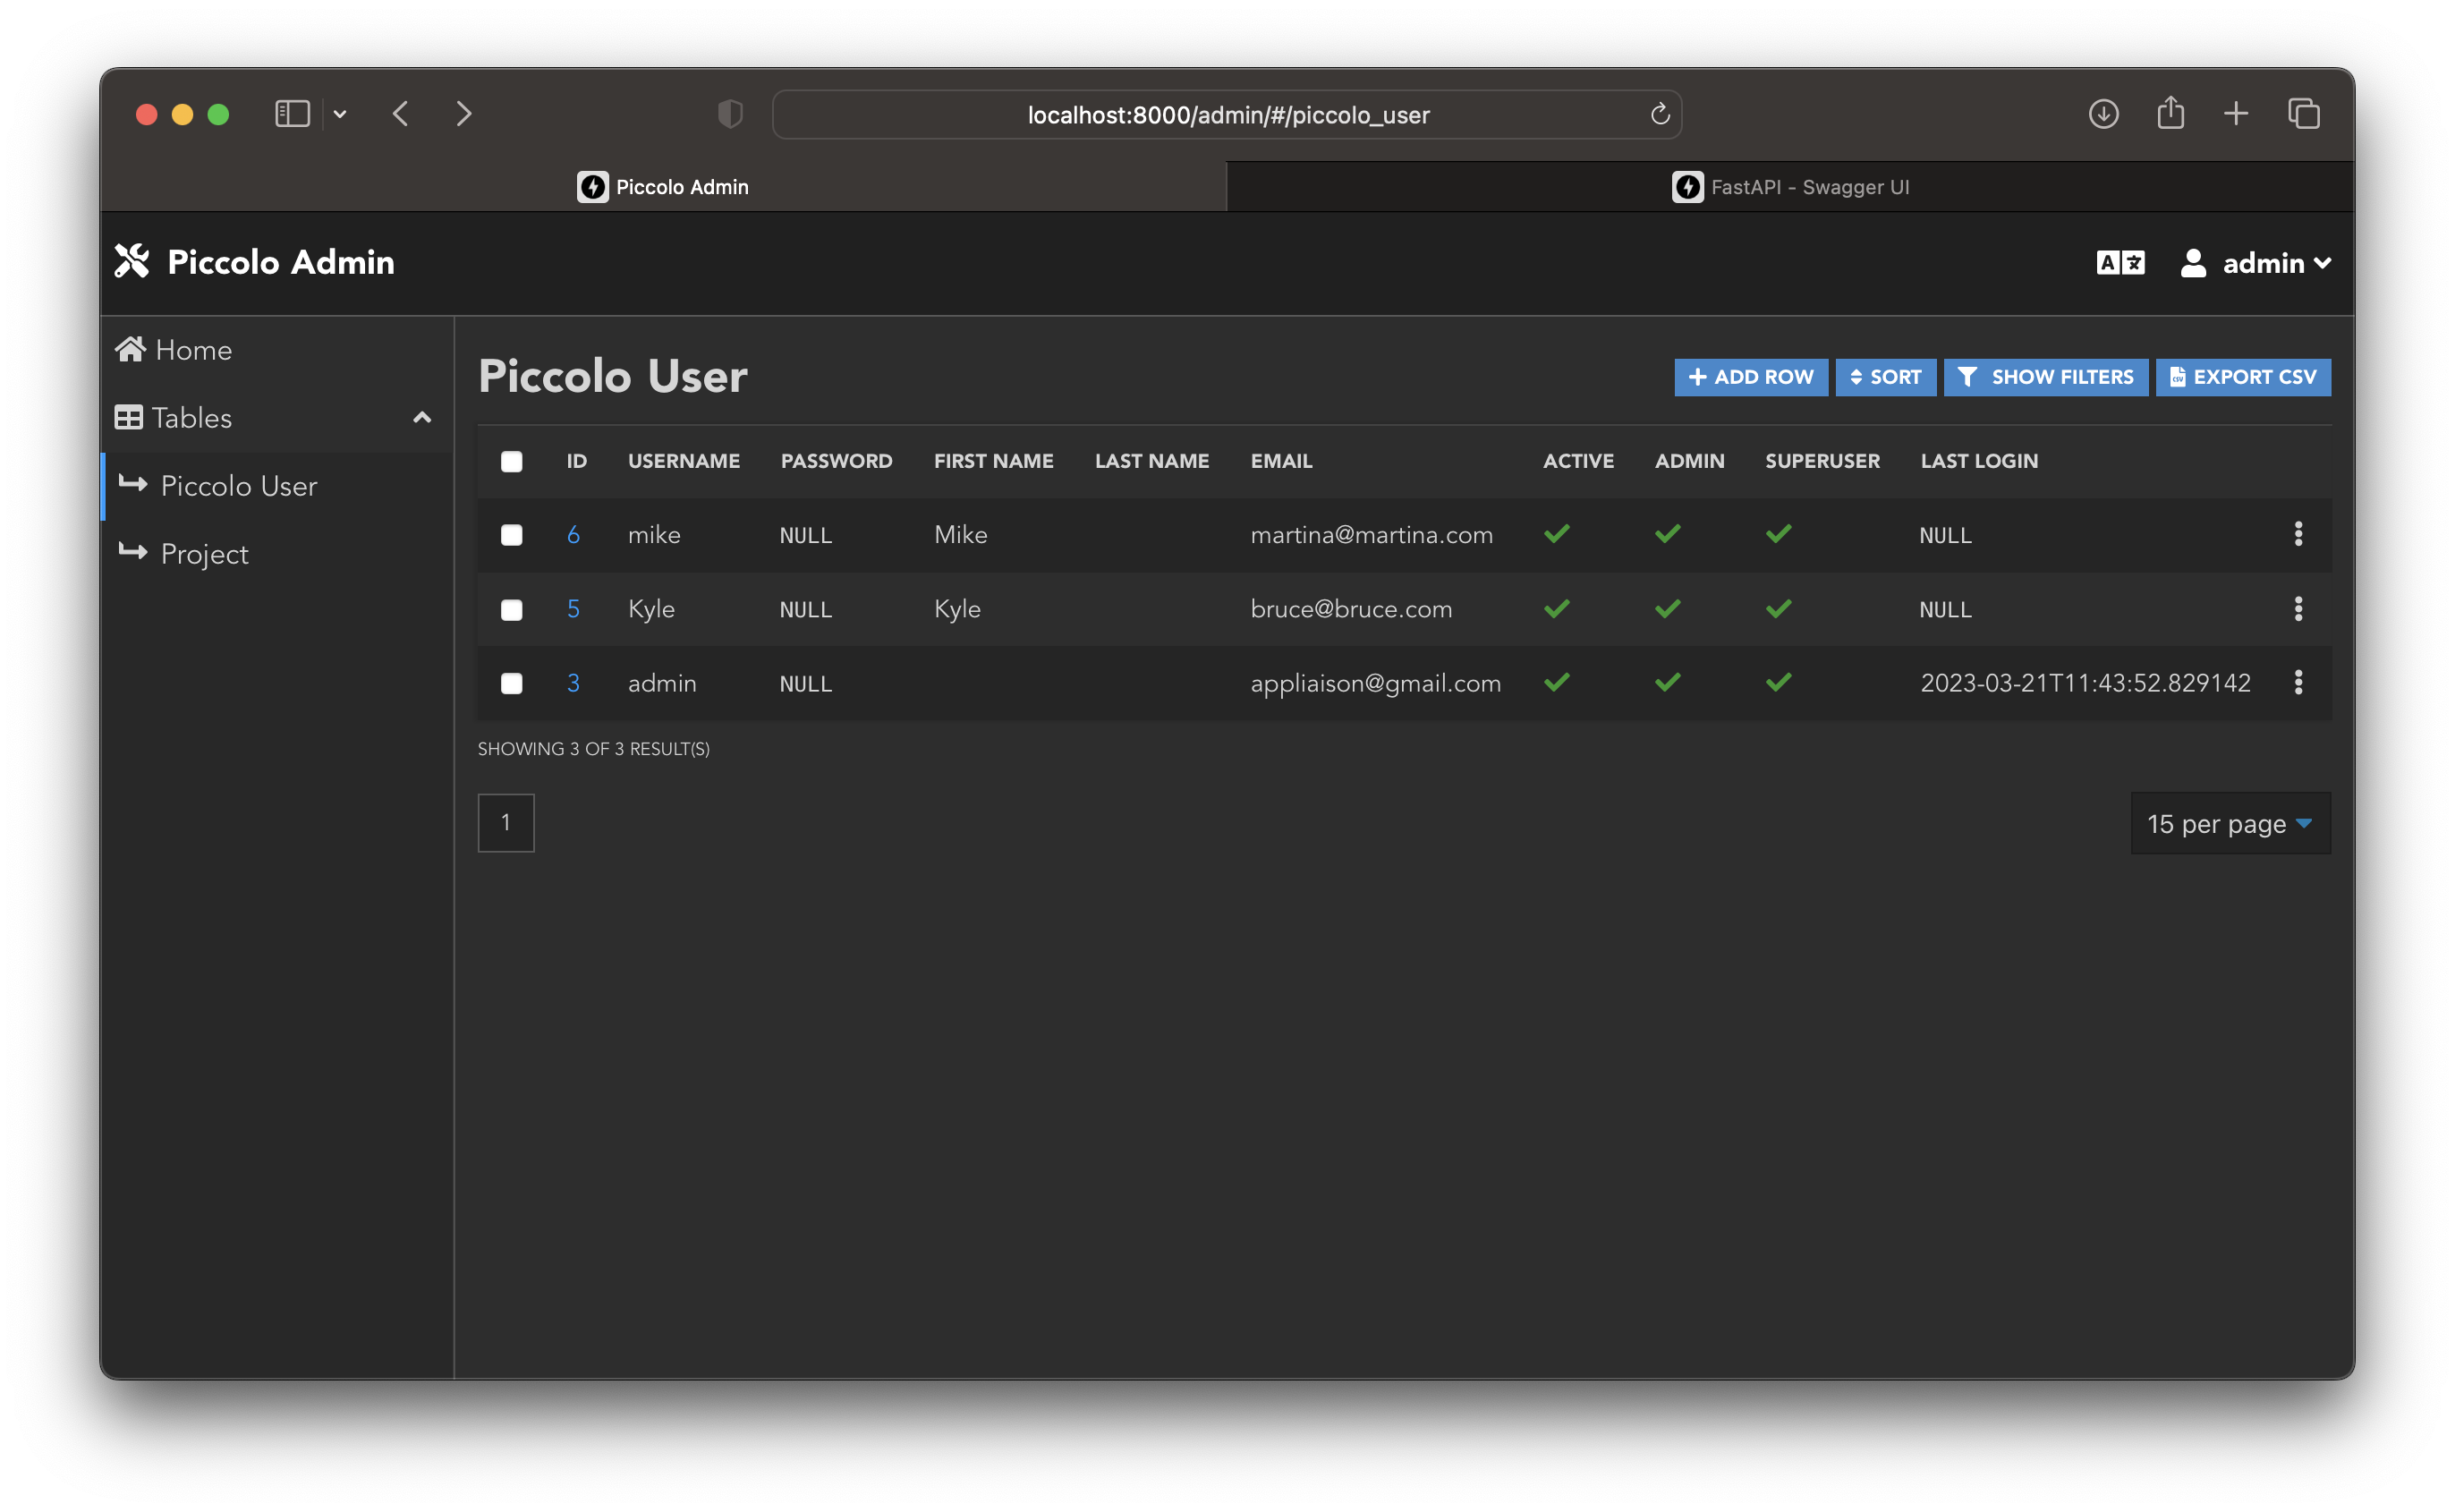 localhost:8000/admin/#/piccolo_user
Piccolo Admin
FastAPI - Swagger UI
Piccolo Admin
A
admin
Home
Tables
Piccolo User
Project
Piccolo User
ADD ROW
SORT
SHOW FILTERS
CSV EXPORT CSV
ID USERNAME PASSWORD FIRST NAME LAST NAME EMAIL ACTIVE ADMIN SUPERUSER LAST LOGIN
6 mike NULL Mike martina@martina.com NULL
5 Kyle NULL Kyle bruce@bruce.com NULL
3 admin NULL appliaison@gmail.com 2023-03-21T11:43:52.829142
SHOWING 3 OF 3 RESULT(S)
1
15 per page